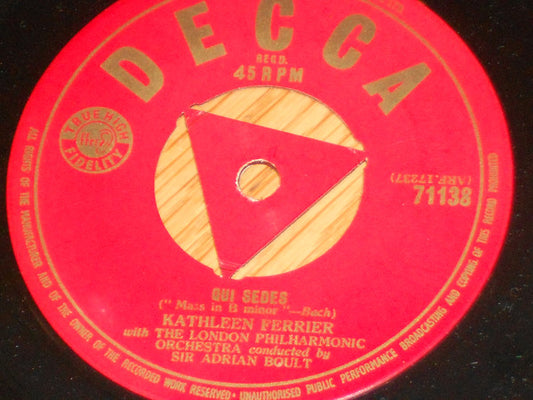 DECCA
REGD.
45 RPM
TRUE HIGH
FIDELITY
(ARF.17237)
71138
QUI SEDES
("Mass in B minor"—Bach)
KATHLEEN FERRIER
with THE LONDON PHILHARMONIC
ORCHESTRA conducted by
SIR ADRIAN BOULT
ALL RIGHTS OF THE MANUFACTURER AND OF THE OWNER OF THE RECORDED WORK RESERVED · UNAUTHORISED PUBLIC PERFORMANCE BROADCASTING AND COPYING OF THIS RECORD PROHIBITED